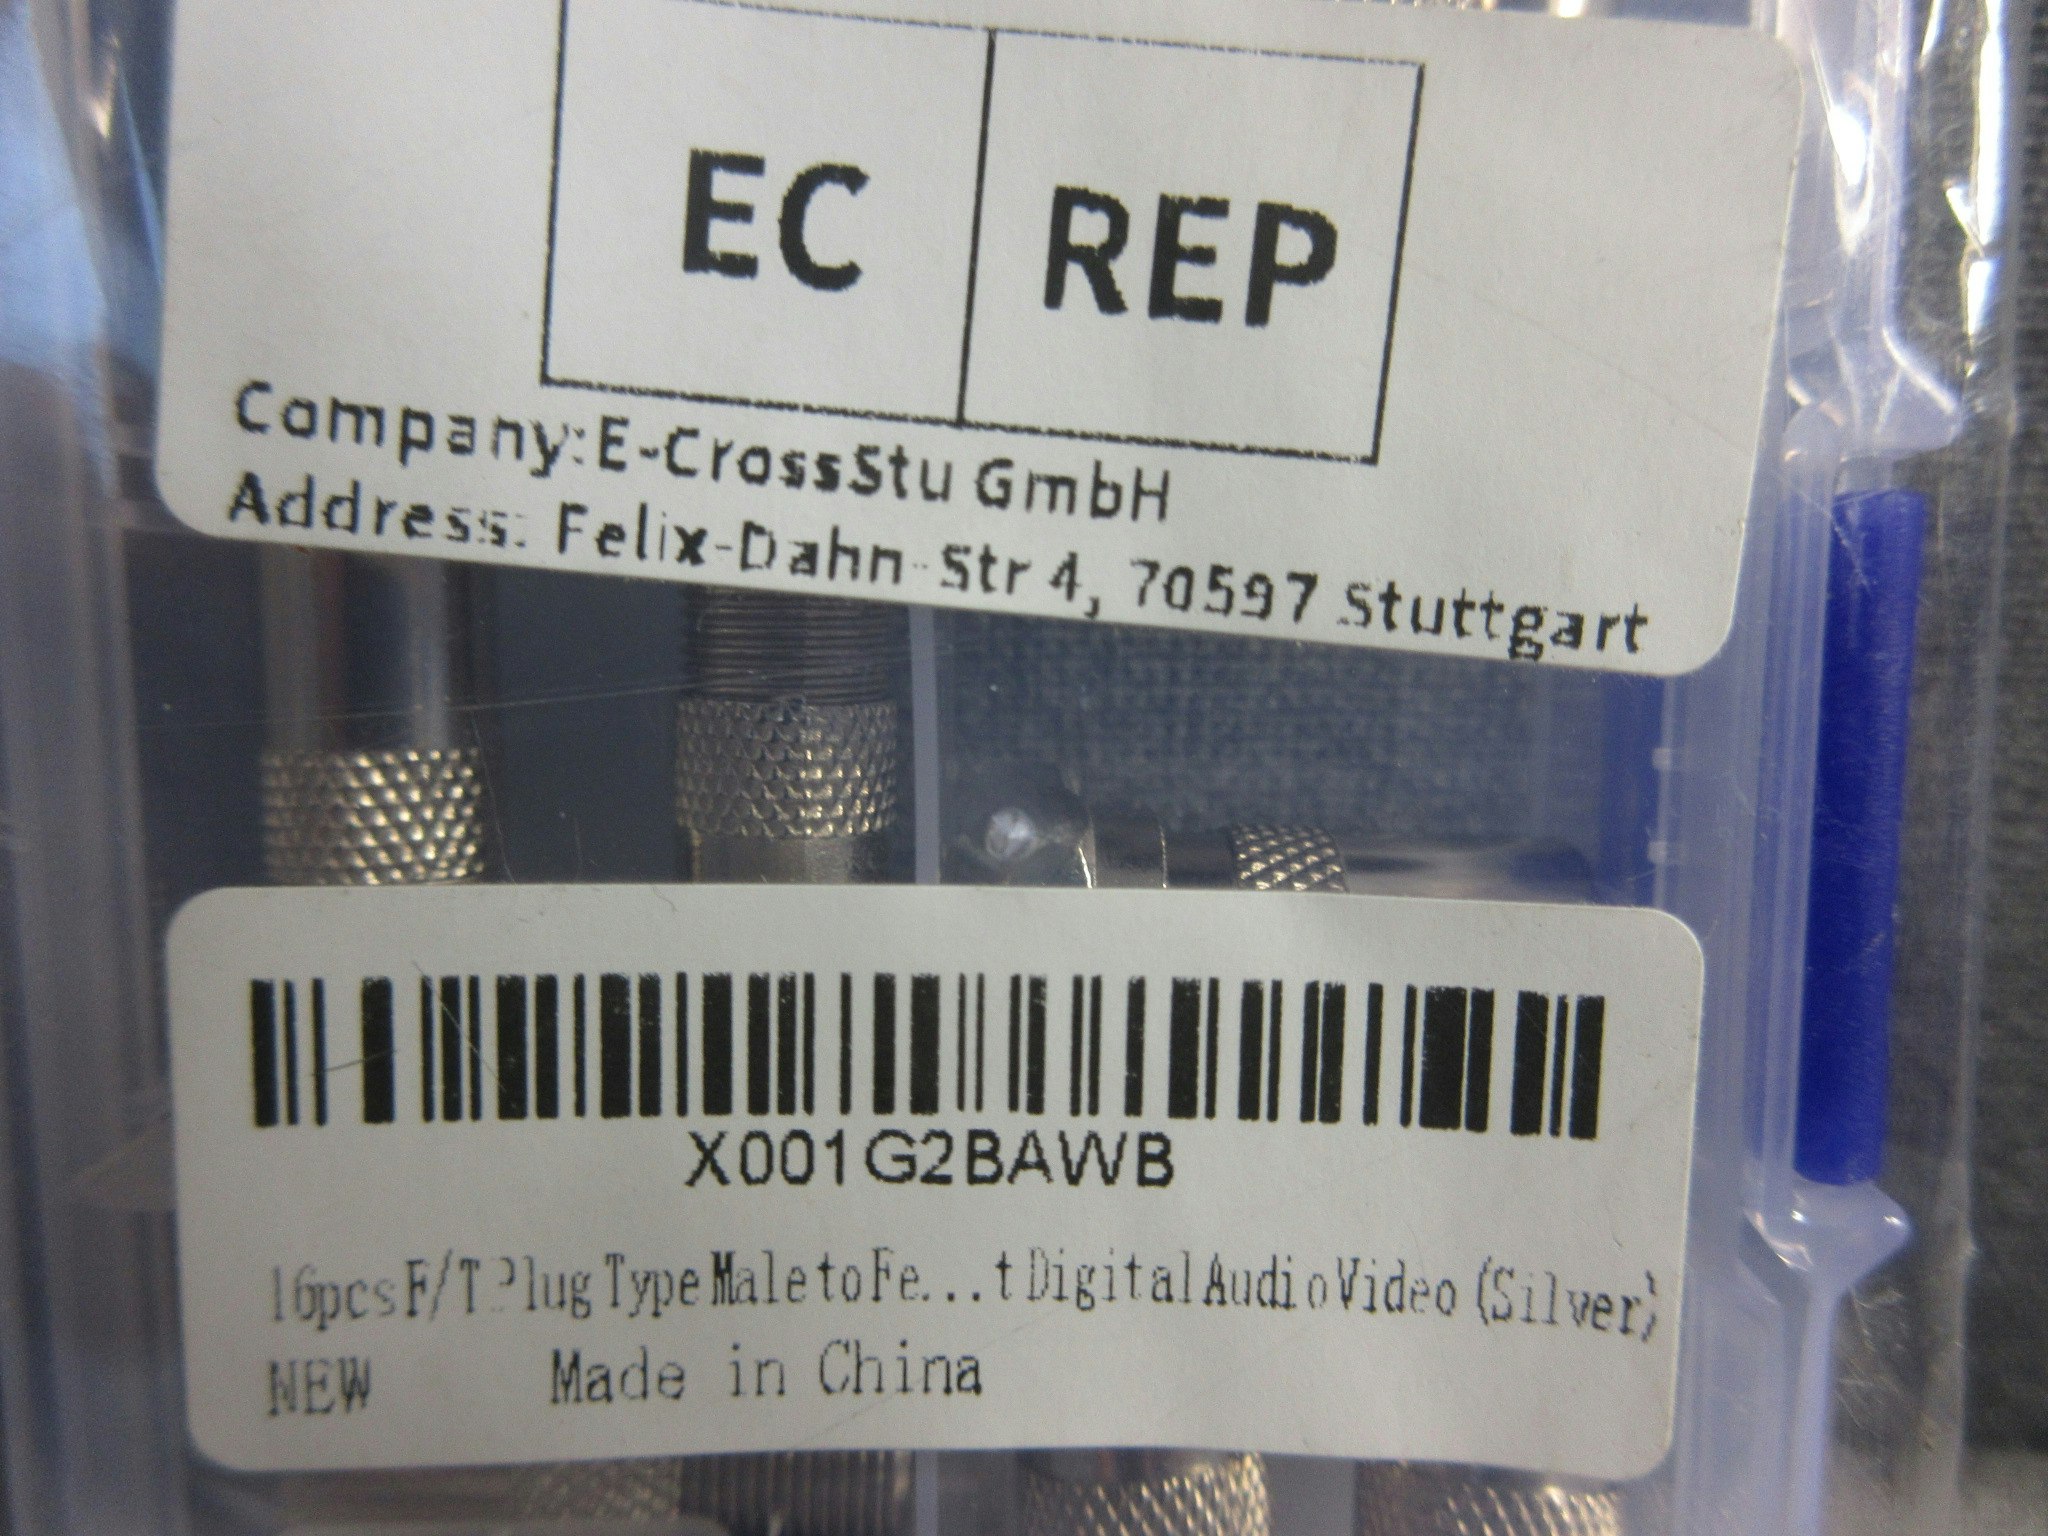 EC REP
Company:E-CrossStu GmbH
Address: Felix-Dahn-Str 4, 70597 Stuttgart
X001G2BAWB
16pcs F/T Plug Type Male to Fe...t Digital Audio Video (Silver)
NEW Made in China